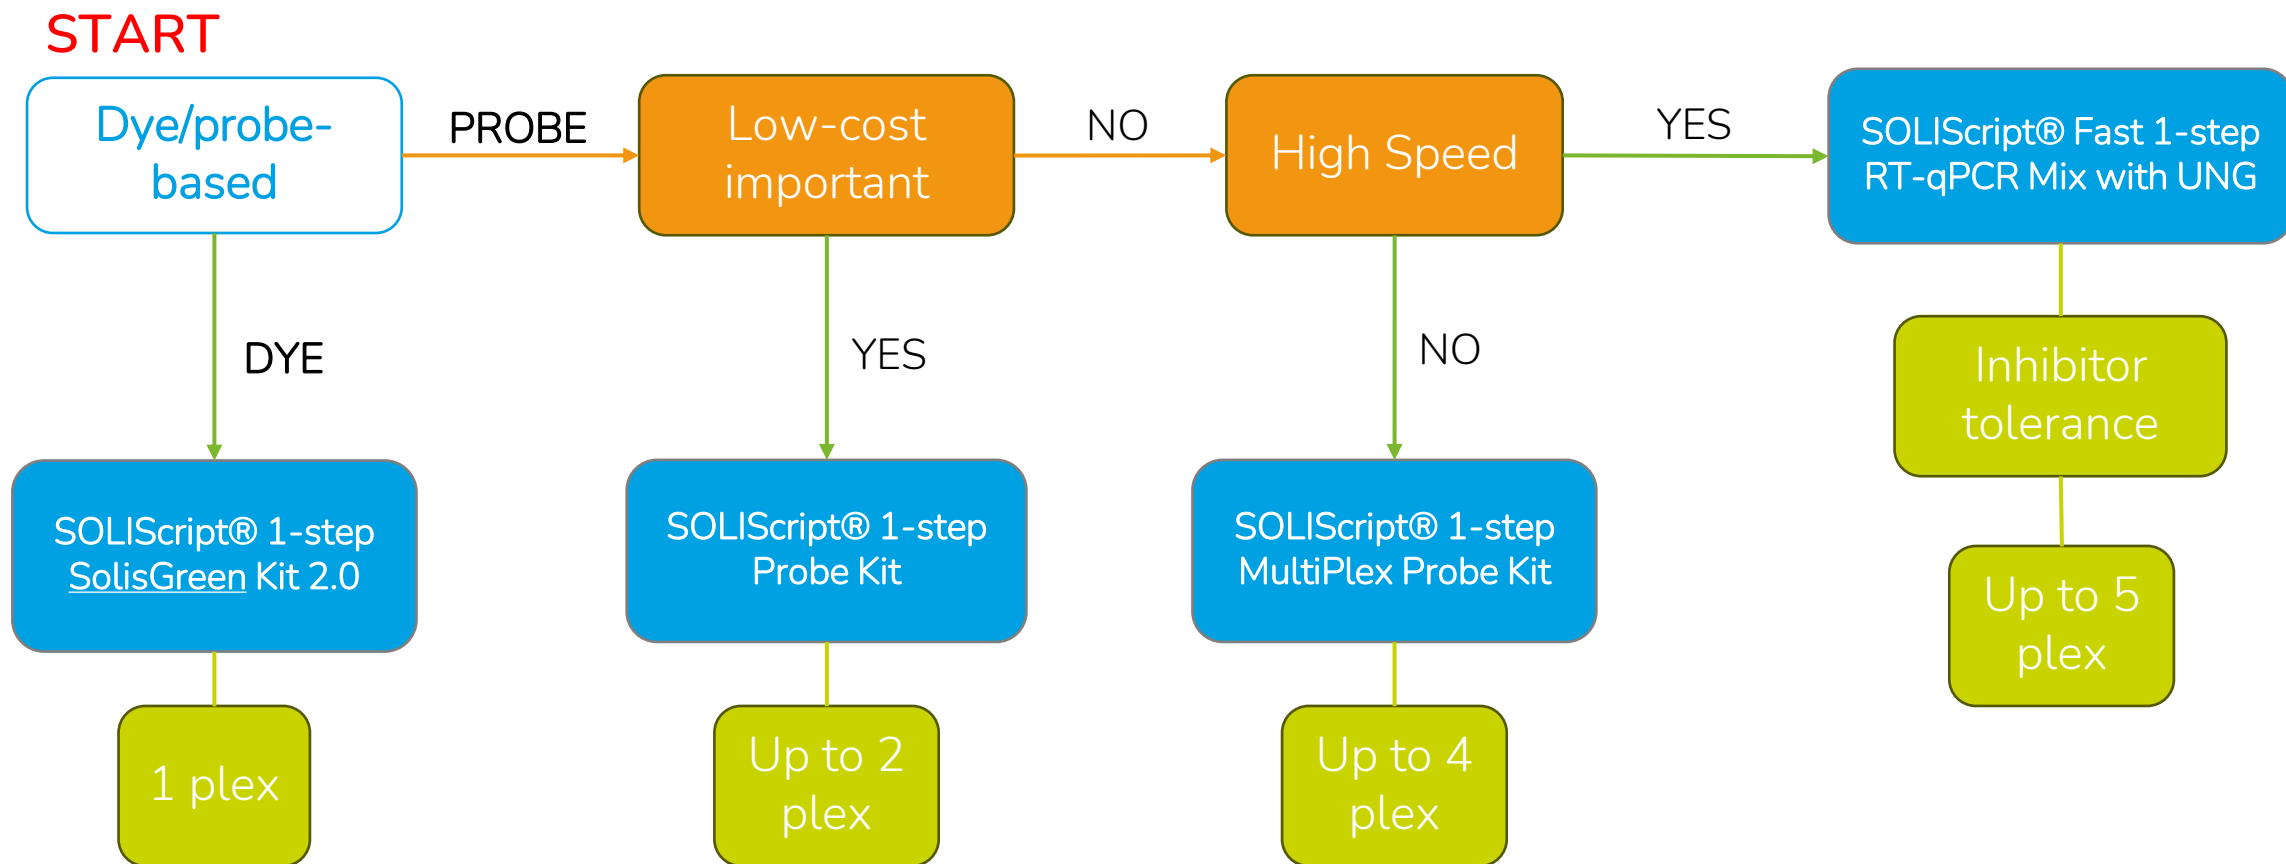 START
Dye/probe-
based
PROBE
Low-cost
important
NO
High Speed
YES
SOLIScript® Fast 1-step
RT-qPCR Mix with UNG
DYE
YES
NO
Inhibitor
tolerance
SOLIScript® 1-step
SolisGreen Kit 2.0
SOLIScript® 1-step
Probe Kit
SOLIScript® 1-step
MultiPlex Probe Kit
Up to 5
plex
1 plex
Up to 2
plex
Up to 4
plex